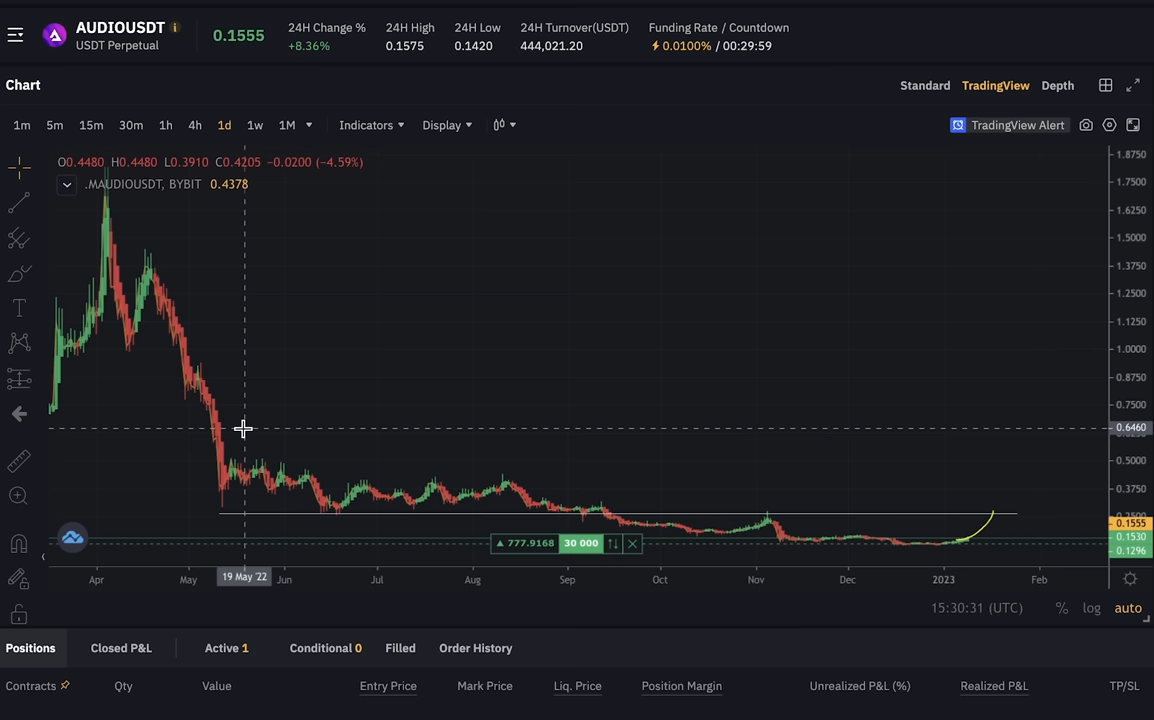 AUDIOUSDT
USDT Perpetual
0.1555
24H Change %
+8.36%
24H High
0.1575
24H Low
0.1420
24H Turnover(USDT)
444,021.20
Funding Rate / Countdown
0.0100% / 00:29:59
Chart
Standard TradingView Depth
1m 5m 15m 30m 1h 4h 1d 1w 1M Indicators Display TradingView Alert
O0.4480 H0.4480 L0.3910 C0.4205 −0.0200 (−4.59%)
.MAUDIOUSDT, BYBIT 0.4378
1.8750
1.7500
1.6250
1.5000
1.3750
1.2500
1.1250
1.0000
0.8750
0.7500
0.6460
0.5000
0.3750
0.1555
0.1530
0.1296
777.9168 30 000
Apr May 19 May '22 Jun Jul Aug Sep Oct Nov Dec 2023 Feb
15:30:31 (UTC) % log auto
Positions Closed P&L Active 1 Conditional 0 Filled Order History
Contracts Qty Value Entry Price Mark Price Liq. Price Position Margin Unrealized P&L (%) Realized P&L TP/SL